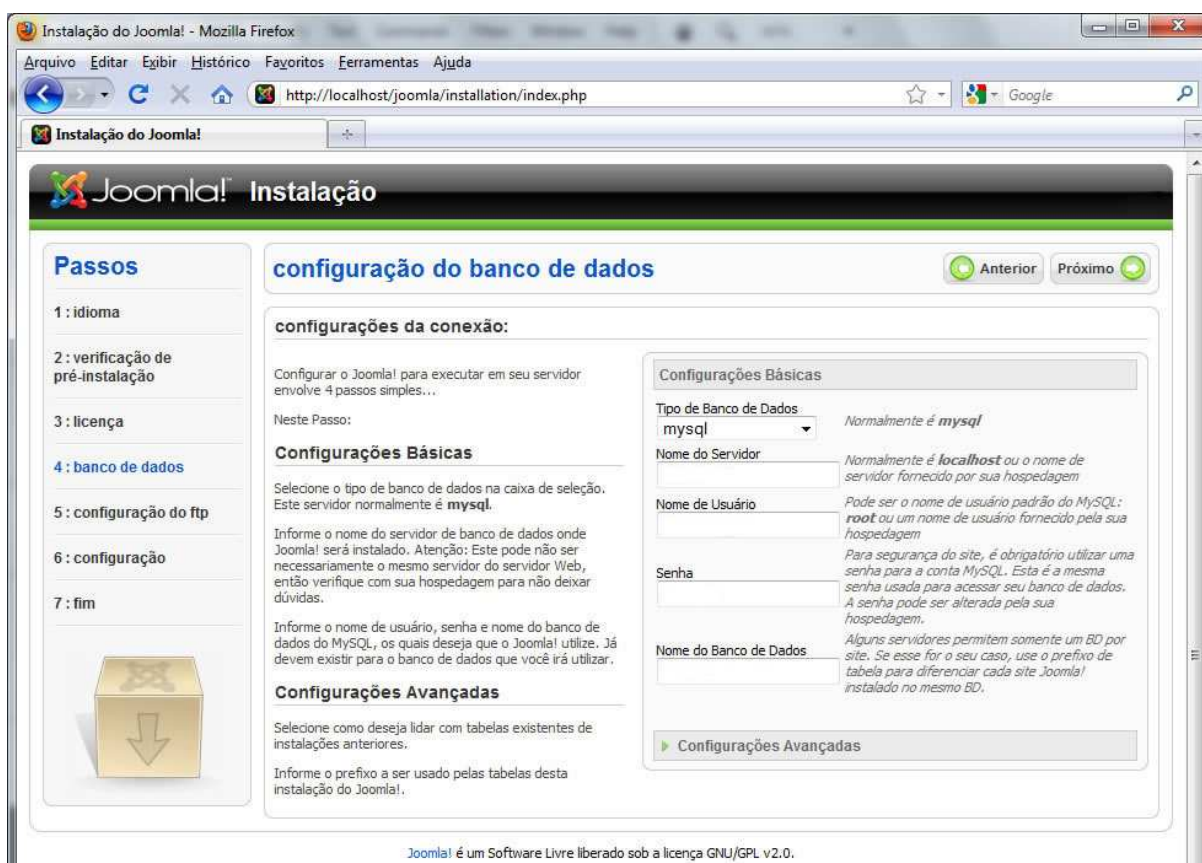 Instalação do Joomla! - Mozilla Firefox
Arquivo Editar Exibir Histórico Favoritos Ferramentas Ajuda
http://localhost/joomla/installation/index.php
Google
Instalação do Joomla!
Joomla! Instalação
Passos
1 : idioma
2 : verificação de
pré-instalação
3 : licença
4 : banco de dados
5 : configuração do ftp
6 : configuração
7 : fim
configuração do banco de dados
Anterior
Próximo
configurações da conexão:
Configurar o Joomla! para executar em seu servidor
envolve 4 passos simples...
Neste Passo:
Configurações Básicas
Selecione o tipo de banco de dados na caixa de seleção.
Este servidor normalmente é mysql.
Informe o nome do servidor de banco de dados onde
Joomla! será instalado. Atenção: Este pode não ser
necessariamente o mesmo servidor do servidor Web,
então verifique com sua hospedagem para não deixar
dúvidas.
Informe o nome de usuário, senha e nome do banco de
dados do MySQL, os quais deseja que o Joomla! utilize. Já
devem existir para o banco de dados que você irá utilizar.
Configurações Avançadas
Selecione como deseja lidar com tabelas existentes de
instalações anteriores.
Informe o prefixo a ser usado pelas tabelas desta
instalação do Joomla!.
Configurações Básicas
Tipo de Banco de Dados
mysql
Normalmente é mysql
Nome do Servidor
Normalmente é localhost ou o nome de
servidor fornecido por sua hospedagem
Nome de Usuário
Pode ser o nome de usuário padrão do MySQL:
root ou um nome de usuário fornecido pela sua
hospedagem
Senha
Para segurança do site, é obrigatório utilizar uma
senha para a conta MySQL. Esta é a mesma
senha usada para acessar seu banco de dados.
A senha pode ser alterada pela sua
hospedagem.
Nome do Banco de Dados
Alguns servidores permitem somente um BD por
site. Se esse for o seu caso, use o prefixo de
tabela para diferenciar cada site Joomla!
instalado no mesmo BD.
Configurações Avançadas
Joomla! é um Software Livre liberado sob a licença GNU/GPL v2.0.